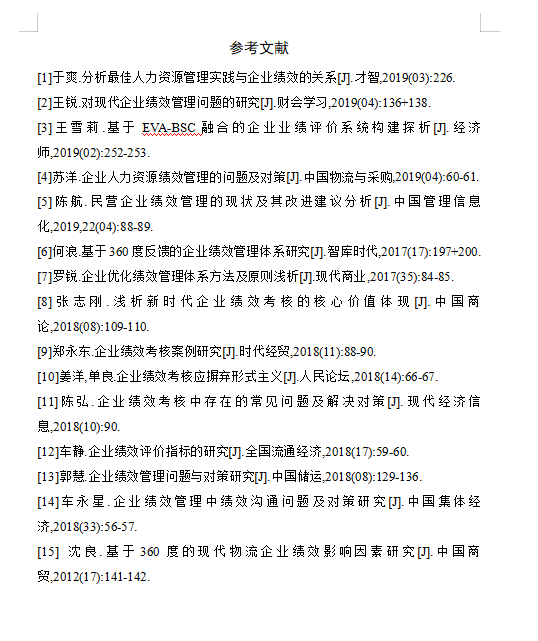 参考文献
[1]于爽.分析最佳人力资源管理实践与企业绩效的关系[J].才智,2019(03):226.
[2]王锐.对现代企业绩效管理问题的研究[J].财会学习,2019(04):136+138.
[3]王雪莉.基于 EVA-BSC 融合的企业业绩评价系统构建探析[J].经济
师,2019(02):252-253.
[4]苏洋.企业人力资源绩效管理的问题及对策[J].中国物流与采购,2019(04):60-61.
[5]陈航.民营企业绩效管理的现状及其改进建议分析[J].中国管理信息
化,2019,22(04):88-89.
[6]何浪.基于360度反馈的企业绩效管理体系研究[J].智库时代,2017(17):197+200.
[7]罗锐.企业优化绩效管理体系方法及原则浅析[J].现代商业,2017(35):84-85.
[8]张志刚.浅析新时代企业绩效考核的核心价值体现[J].中国商
论,2018(08):109-110.
[9]郑永东.企业绩效考核案例研究[J].时代经贸,2018(11):88-90.
[10]姜洋,单良.企业绩效考核应摒弃形式主义[J].人民论坛,2018(14):66-67.
[11]陈弘.企业绩效考核中存在的常见问题及解决对策[J].现代经济信
息,2018(10):90.
[12]车静.企业绩效评价指标的研究[J].全国流通经济,2018(17):59-60.
[13]郭慧.企业绩效管理问题与对策研究[J].中国储运,2018(08):129-136.
[14]车永星.企业绩效管理中绩效沟通问题及对策研究[J].中国集体经
济,2018(33):56-57.
[15] 沈良.基于 360 度的现代物流企业绩效影响因素研究[J].中国商
贸,2012(17):141-142.